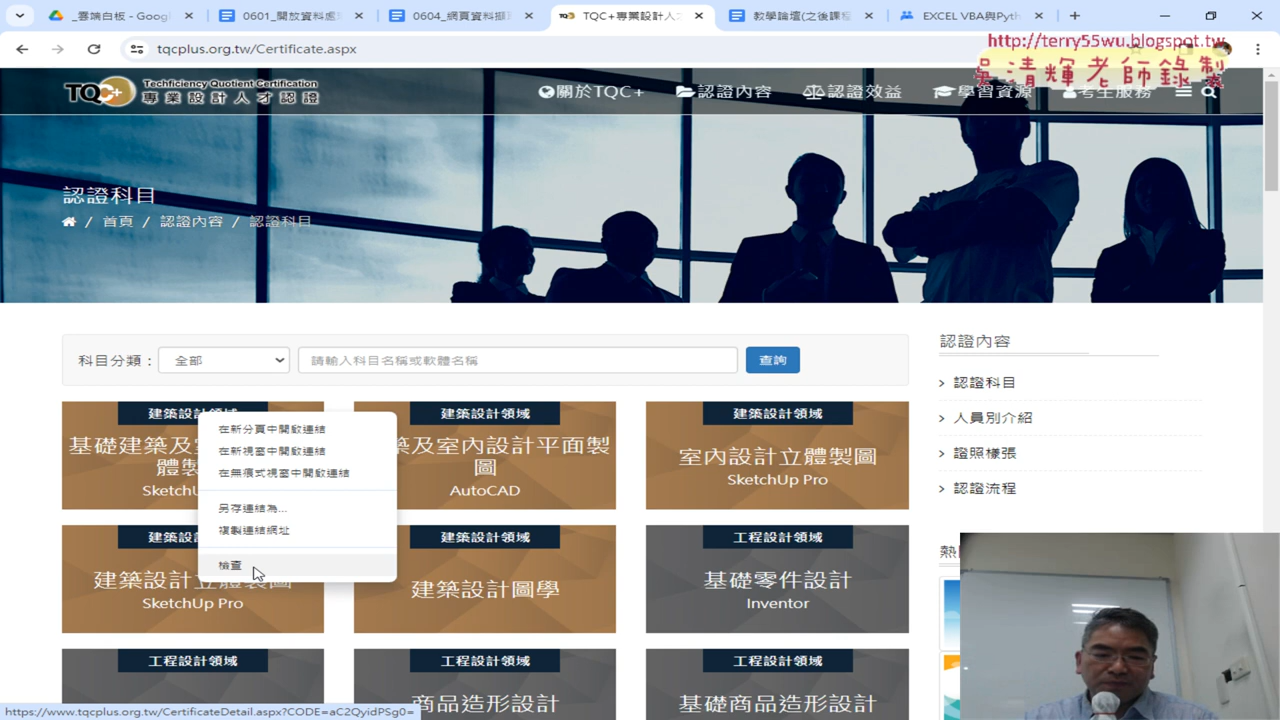 _雲端白板 - Googl
0601_開放資料處
0604_網頁資料擷
TQC+專業設計人才
教學論壇(之後課程
EXCEL VBA與Pyth
tqcplus.org.tw/Certificate.aspx
http://terry55wu.blogspot.tw
吳清輝老師錄製
TQC+
Techficiency Quotient Certification
專業設計人才認證
關於TQC+
認證內容
認證效益
學習資源
考生服務
認證科目
/ 首頁 / 認證內容 / 認證科目
科目分類：
全部
請輸入科目名稱或軟體名稱
查詢
認證內容
> 認證科目
> 人員別介紹
> 證照樣張
> 認證流程
建築設計領域
基礎建築及室
體製
SketchU
建築設計領域
築及室內設計平面製
圖
AutoCAD
建築設計領域
室內設計立體製圖
SketchUp Pro
在新分頁中開啟連結
在新視窗中開啟連結
在無痕式視窗中開啟連結
另存連結為...
複製連結網址
檢查
建築設
建築設計立體製圖
SketchUp Pro
建築設計領域
建築設計圖學
工程設計領域
基礎零件設計
Inventor
熱
工程設計領域
工程設計領域
商品造形設計
工程設計領域
基礎商品造形設計
https://www.tqcplus.org.tw/CertificateDetail.aspx?CODE=aC2QyidPSg0=